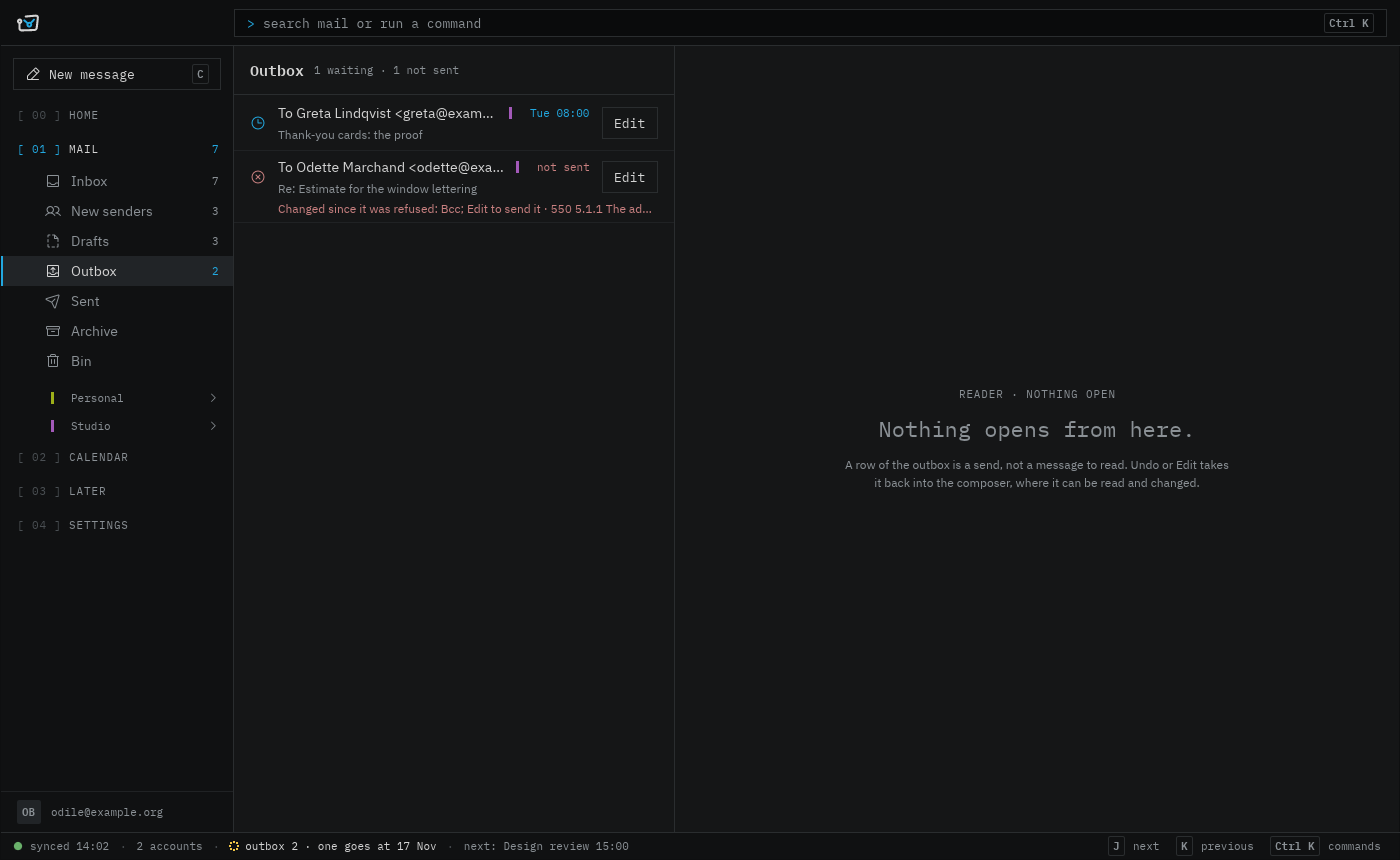 > search mail or run a command Ctrl K
New message C
[ 00 ] HOME
[ 01 ] MAIL 7
Inbox 7
New senders 3
Drafts 3
Outbox 2
Sent
Archive
Bin
Personal
Studio
[ 02 ] CALENDAR
[ 03 ] LATER
[ 04 ] SETTINGS
OB odile@example.org
Outbox 1 waiting · 1 not sent
To Greta Lindqvist <greta@exam… Tue 08:00
Thank-you cards: the proof
Edit
To Odette Marchand <odette@exa… not sent
Re: Estimate for the window lettering
Edit
Changed since it was refused: Bcc; Edit to send it · 550 5.1.1 The ad…
READER · NOTHING OPEN
Nothing opens from here.
A row of the outbox is a send, not a message to read. Undo or Edit takes
it back into the composer, where it can be read and changed.
synced 14:02 · 2 accounts · outbox 2 · one goes at 17 Nov · next: Design review 15:00
J next K previous Ctrl K commands